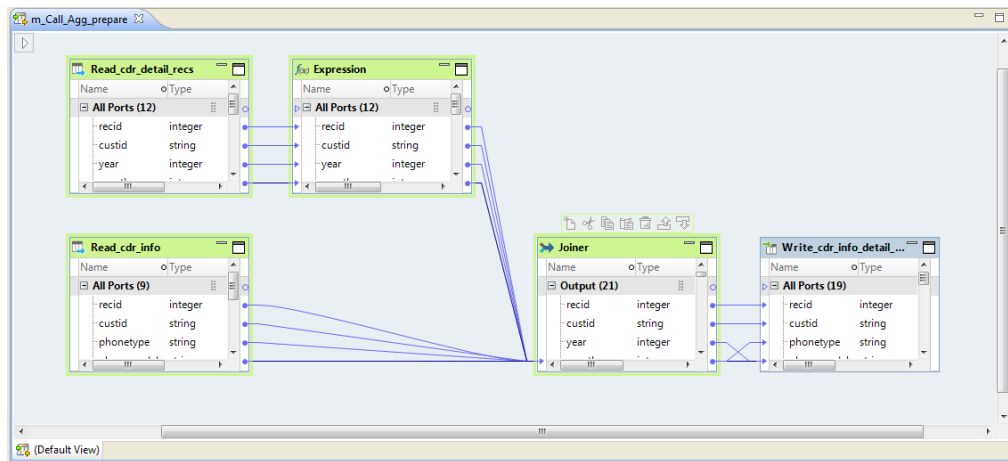 m_Call_Agg_prepare
Read_cdr_detail_recs
Name Type
All Ports (12)
recid integer
custid string
year integer
f(x) Expression
Name Type
All Ports (12)
recid integer
custid string
year integer
Read_cdr_info
Name Type
All Ports (9)
recid integer
custid string
phonetype string
Joiner
Name Type
Output (21)
recid integer
custid string
year integer
Write_cdr_info_detail_...
Name Type
All Ports (19)
recid integer
custid string
phonetype string
(Default View)